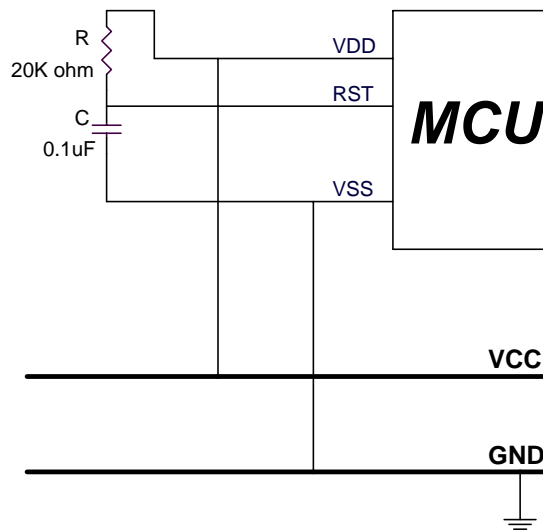 R
20K ohm
VDD
RST
C
0.1uF
MCU
VSS
VCC
GND